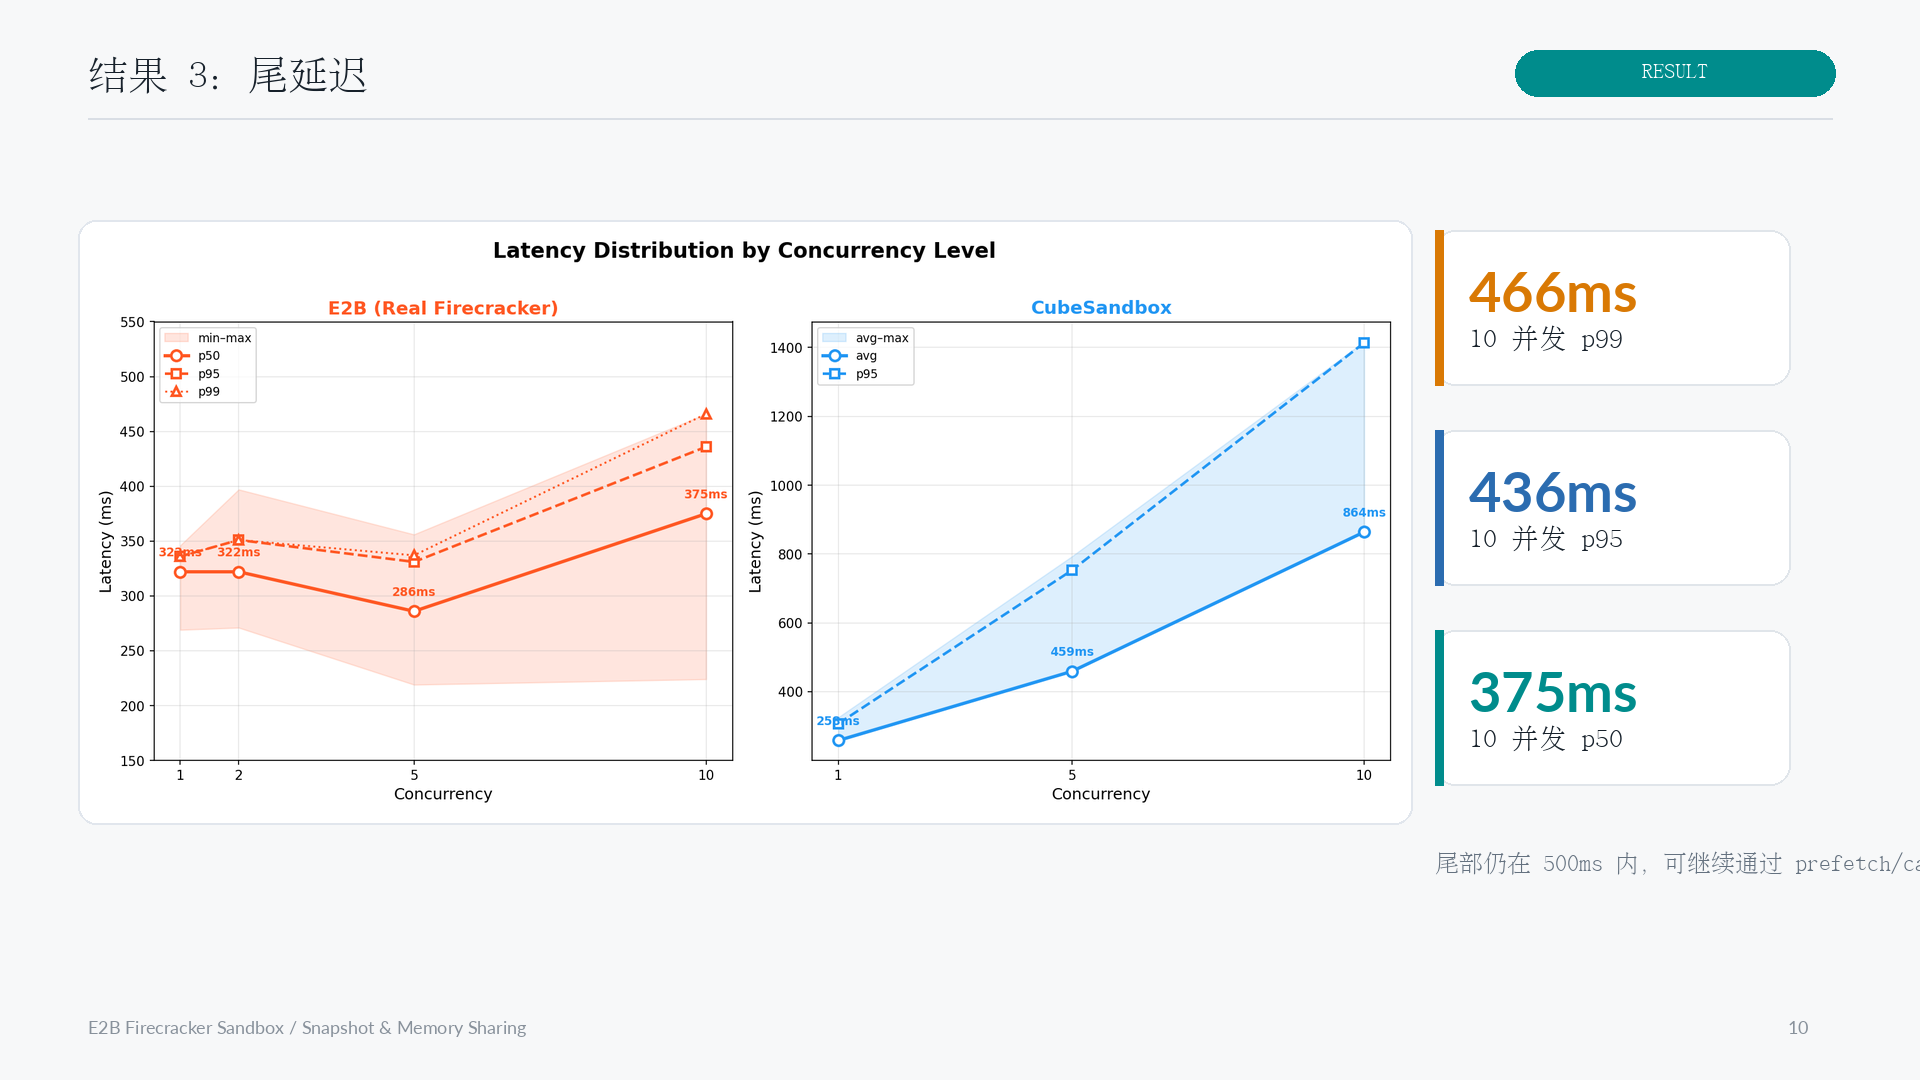 结果 3: 尾延迟
RESULT
Latency Distribution by Concurrency Level
E2B (Real Firecracker)
550
500
450
400
350
300
250
200
150
Latency (ms)
min–max
p50
p95
p99
322ms
286ms
375ms
1
2
5
10
Concurrency
CubeSandbox
1400
1200
1000
800
600
400
Latency (ms)
avg–max
avg
p95
459ms
864ms
1
5
10
Concurrency
466ms
10 并发 p99
436ms
10 并发 p95
375ms
10 并发 p50
尾部仍在 500ms 内, 可继续通过 prefetch/ca
E2B Firecracker Sandbox / Snapshot & Memory Sharing
10